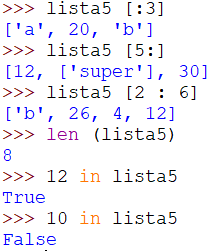 >>> lista5 [:3]
['a', 20, 'b']
>>> lista5 [5:]
[12, ['super'], 30]
>>> lista5 [2 : 6]
['b', 26, 4, 12]
>>> len (lista5)
8
>>> 12 in lista5
True
>>> 10 in lista5
False